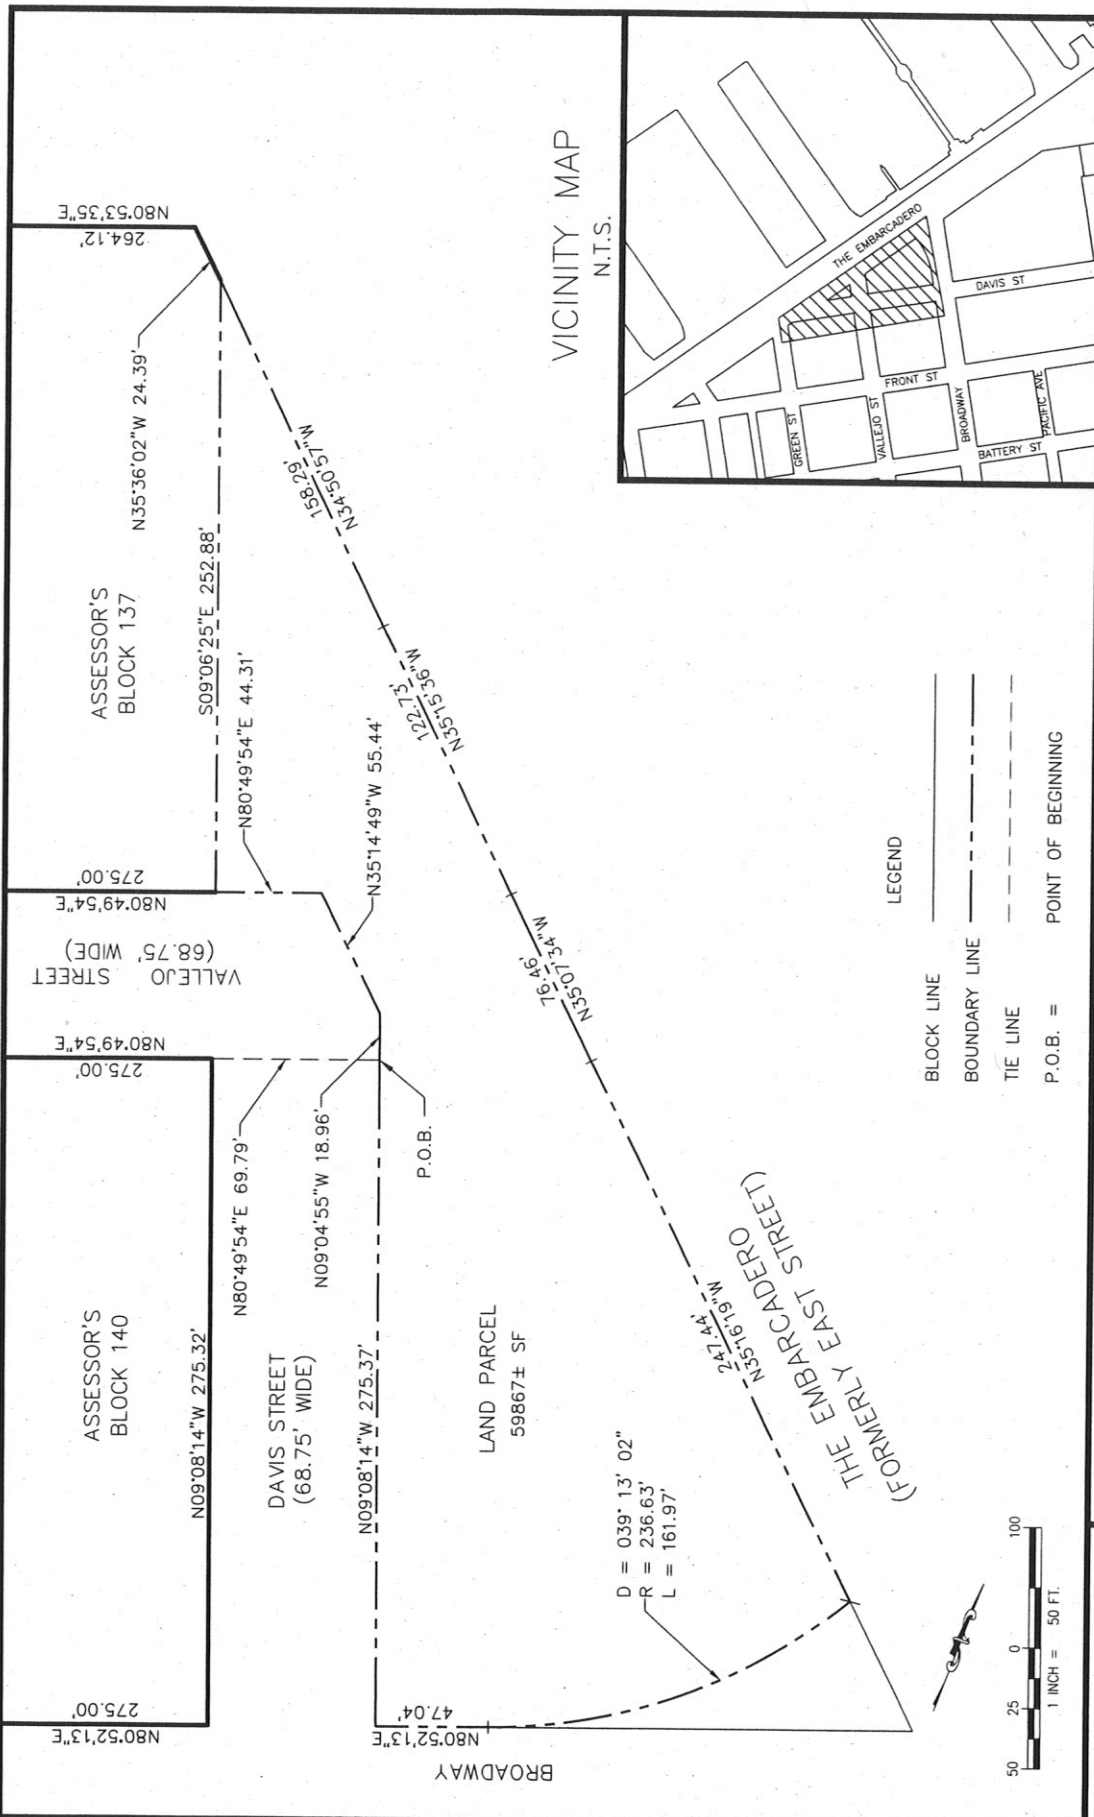 N80°53'35"E
264.12'
N35°36'02"W 24.39'
ASSESSOR'S
BLOCK 137
S09°06'25"E 252.88'
158.29'
N34°50'57"W
N80°49'54"E 44.31'
122.73'
N35°15'36"W
275.00'
N80°49'54"E
VALLEJO STREET
(68.75' WIDE)
N35°14'49"W 55.44'
76.46'
N35°07'34"W
N80°49'54"E
275.00'
N80°49'54"E 69.79'
N09°04'55"W 18.96'
P.O.B.
ASSESSOR'S
BLOCK 140
N09°08'14"W 275.32'
DAVIS STREET
(68.75' WIDE)
N09°08'14"W 275.37'
LAND PARCEL
59867± SF
247.44'
N35°16'19"W
THE EMBARCADERO
(FORMERLY EAST STREET)
D = 039° 13' 02"
R = 236.63'
L = 161.97'
275.00'
N80°52'13"E
47.04'
N80°52'13"E
BROADWAY
VICINITY MAP
N.T.S.
THE EMBARCADERO
DAVIS ST
FRONT ST
GREEN ST
VALLEJO ST
BROADWAY
PACIFIC AVE
BATTERY ST
LEGEND
BLOCK LINE
BOUNDARY LINE
TIE LINE
P.O.B. = POINT OF BEGINNING
50 25 0 100
1 INCH = 50 FT.